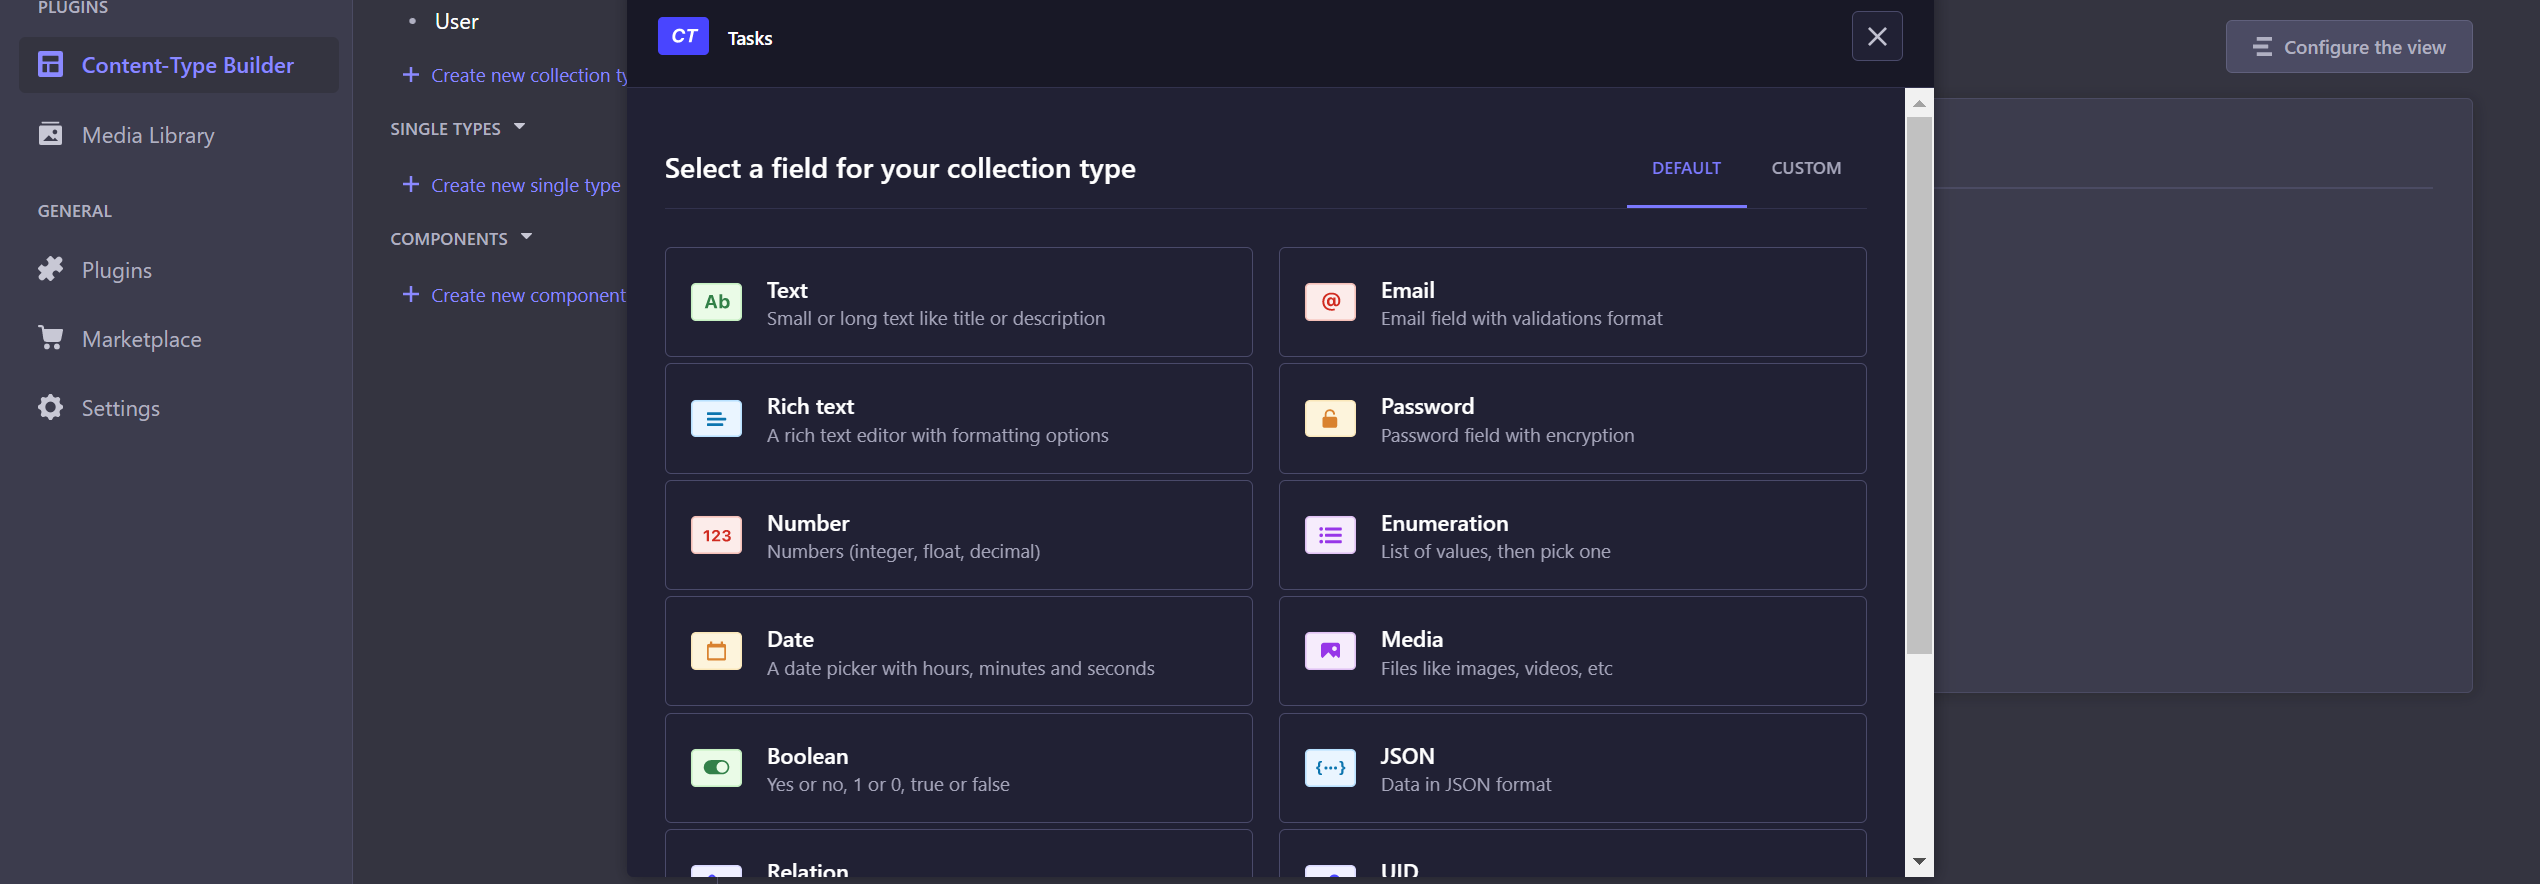 PLUGINS
Content-Type Builder
Media Library
GENERAL
Plugins
Marketplace
Settings
User
Create new collection ty
SINGLE TYPES
Create new single type
COMPONENTS
Create new component
CT Tasks
Configure the view
Select a field for your collection type
DEFAULT CUSTOM
Ab
Text
Small or long text like title or description
@
Email
Email field with validations format
Rich text
A rich text editor with formatting options
Password
Password field with encryption
123
Number
Numbers (integer, float, decimal)
Enumeration
List of values, then pick one
Date
A date picker with hours, minutes and seconds
Media
Files like images, videos, etc
Boolean
Yes or no, 1 or 0, true or false
{···}
JSON
Data in JSON format
Relation
UID